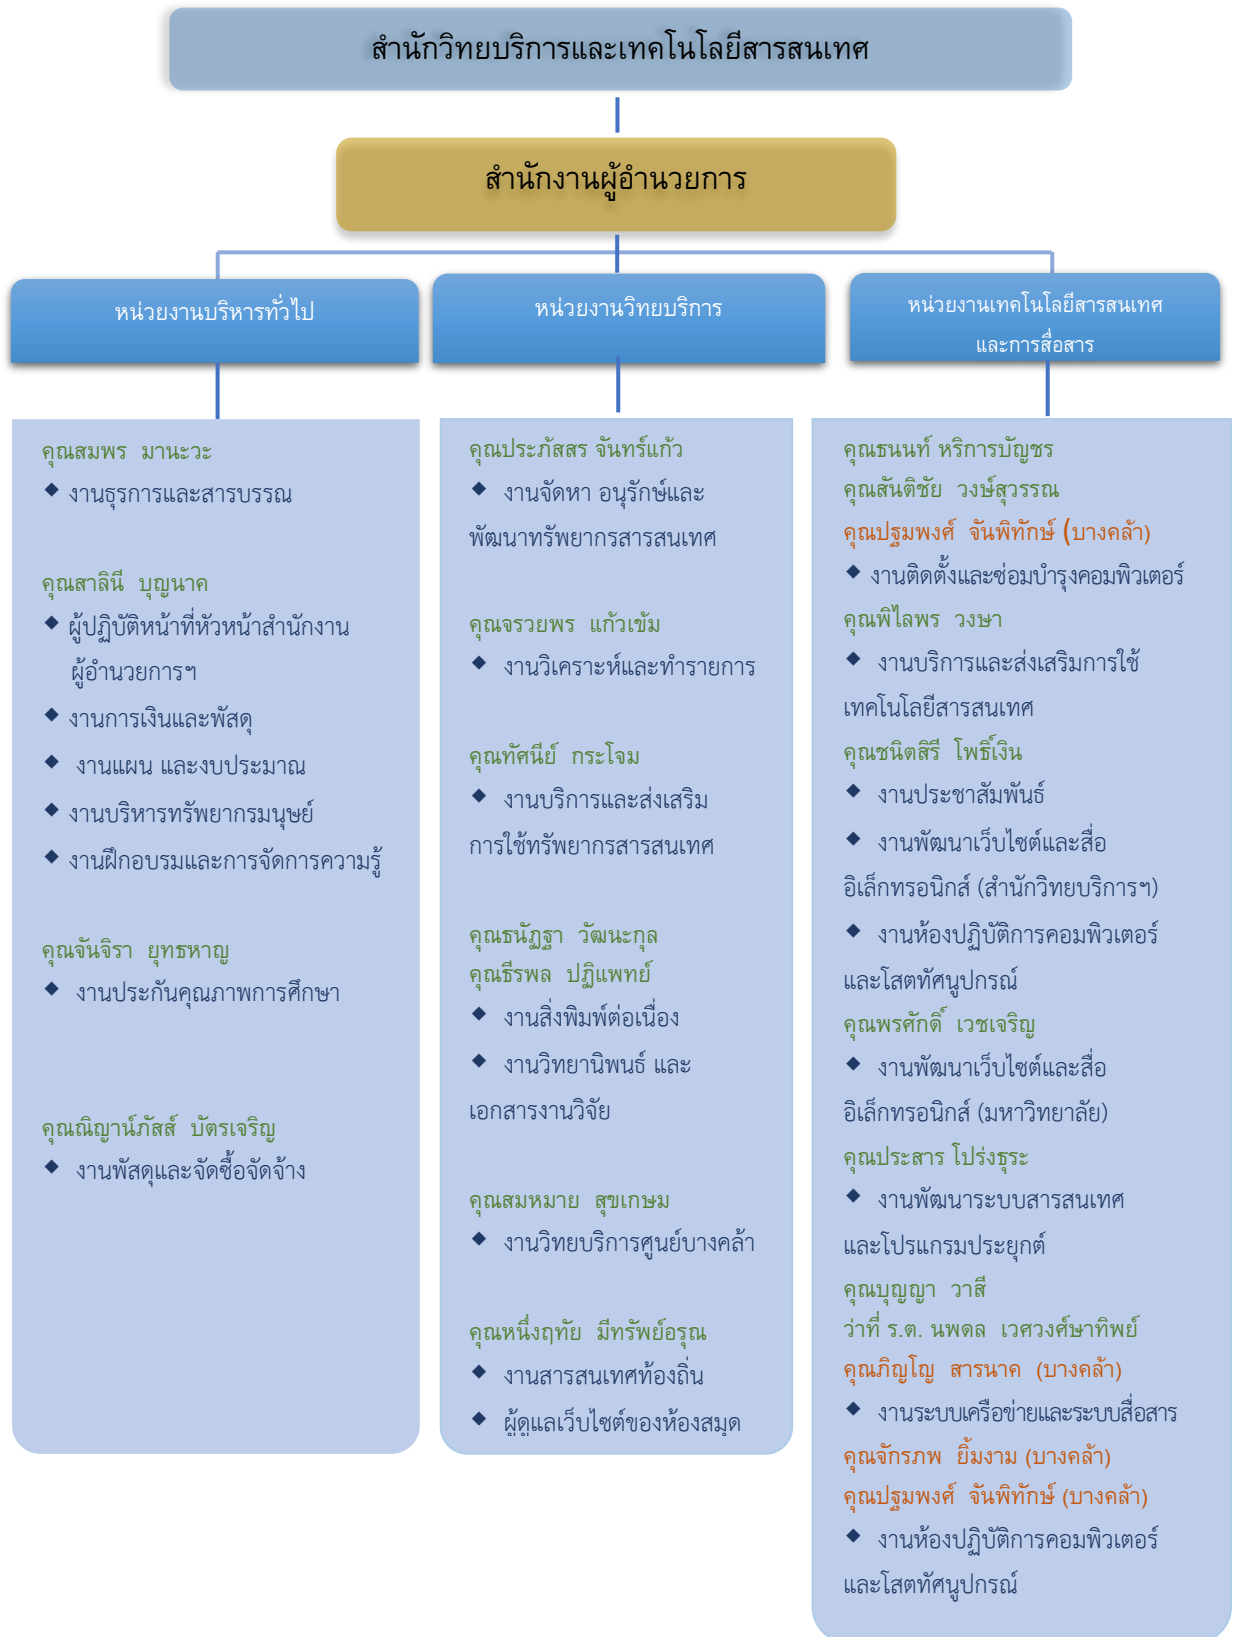 สำนักวิทยบริการและเทคโนโลยีสารสนเทศ
สำนักงานผู้อำนวยการ
หน่วยงานบริหารทั่วไป
คุณสมพร มานะวะ
◆ งานธุรการและสารบรรณ
คุณสาลินี บุญนาค
◆ ผู้ปฏิบัติหน้าที่หัวหน้าสำนักงาน
ผู้อำนวยการฯ
◆ งานการเงินและพัสดุ
◆ งานแผน และงบประมาณ
◆ งานบริหารทรัพยากรมนุษย์
◆ งานฝึกอบรมและการจัดการความรู้
คุณจันจิรา ยุทธหาญ
◆ งานประกันคุณภาพการศึกษา
คุณณิญาน์ภัสส์ บัตรเจริญ
◆ งานพัสดุและจัดซื้อจัดจ้าง
หน่วยงานวิทยบริการ
คุณประภัสสร จันทร์แก้ว
◆ งานจัดหา อนุรักษ์และ
พัฒนาทรัพยากรสารสนเทศ
คุณจรวยพร แก้วเข้ม
◆ งานวิเคราะห์และทำรายการ
คุณทัศนีย์ กระโจม
◆ งานบริการและส่งเสริม
การใช้ทรัพยากรสารสนเทศ
คุณธนัฏฐา วัฒนะกุล
คุณธีรพล ปฏิแพทย์
◆ งานสิ่งพิมพ์ต่อเนื่อง
◆ งานวิทยานิพนธ์ และ
เอกสารงานวิจัย
คุณสมหมาย สุขเกษม
◆ งานวิทยบริการศูนย์บางคล้า
คุณหนึ่งฤทัย มีทรัพย์อรุณ
◆ งานสารสนเทศท้องถิ่น
◆ ผู้ดูแลเว็บไซต์ของห้องสมุด
หน่วยงานเทคโนโลยีสารสนเทศ
และการสื่อสาร
คุณธนนท์ หริการบัญชร
คุณสันติชัย วงษ์สุวรรณ
คุณปฐมพงศ์ จันพิทักษ์ (บางคล้า)
◆ งานติดตั้งและซ่อมบำรุงคอมพิวเตอร์
คุณพิไลพร วงษา
◆ งานบริการและส่งเสริมการใช้
เทคโนโลยีสารสนเทศ
คุณชนิตสิรี โพธิ์เงิน
◆ งานประชาสัมพันธ์
◆ งานพัฒนาเว็บไซต์และสื่อ
อิเล็กทรอนิกส์ (สำนักวิทยบริการฯ)
◆ งานห้องปฏิบัติการคอมพิวเตอร์
และโสตทัศนูปกรณ์
คุณพรศักดิ์ เวชเจริญ
◆ งานพัฒนาเว็บไซต์และสื่อ
อิเล็กทรอนิกส์ (มหาวิทยาลัย)
คุณประสาร โปร่งธุระ
◆ งานพัฒนาระบบสารสนเทศ
และโปรแกรมประยุกต์
คุณบุญญา วาสี
ว่าที่ ร.ต. นพดล เวศวงศ์ษาทิพย์
คุณภิญโญ สารนาค (บางคล้า)
◆ งานระบบเครือข่ายและระบบสื่อสาร
คุณจักรภพ ยิ้มงาม (บางคล้า)
คุณปฐมพงศ์ จันพิทักษ์ (บางคล้า)
◆ งานห้องปฏิบัติการคอมพิวเตอร์
และโสตทัศนูปกรณ์